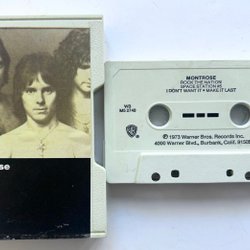 se
MONTROSE
ROCK THE NATION
SPACE STATION #5
I DON'T WANT IT • MAKE IT LAST
WB
M5 2740
℗ 1973 Warner Bros. Records Inc.
4000 Warner Blvd., Burbank, Calif. 91505